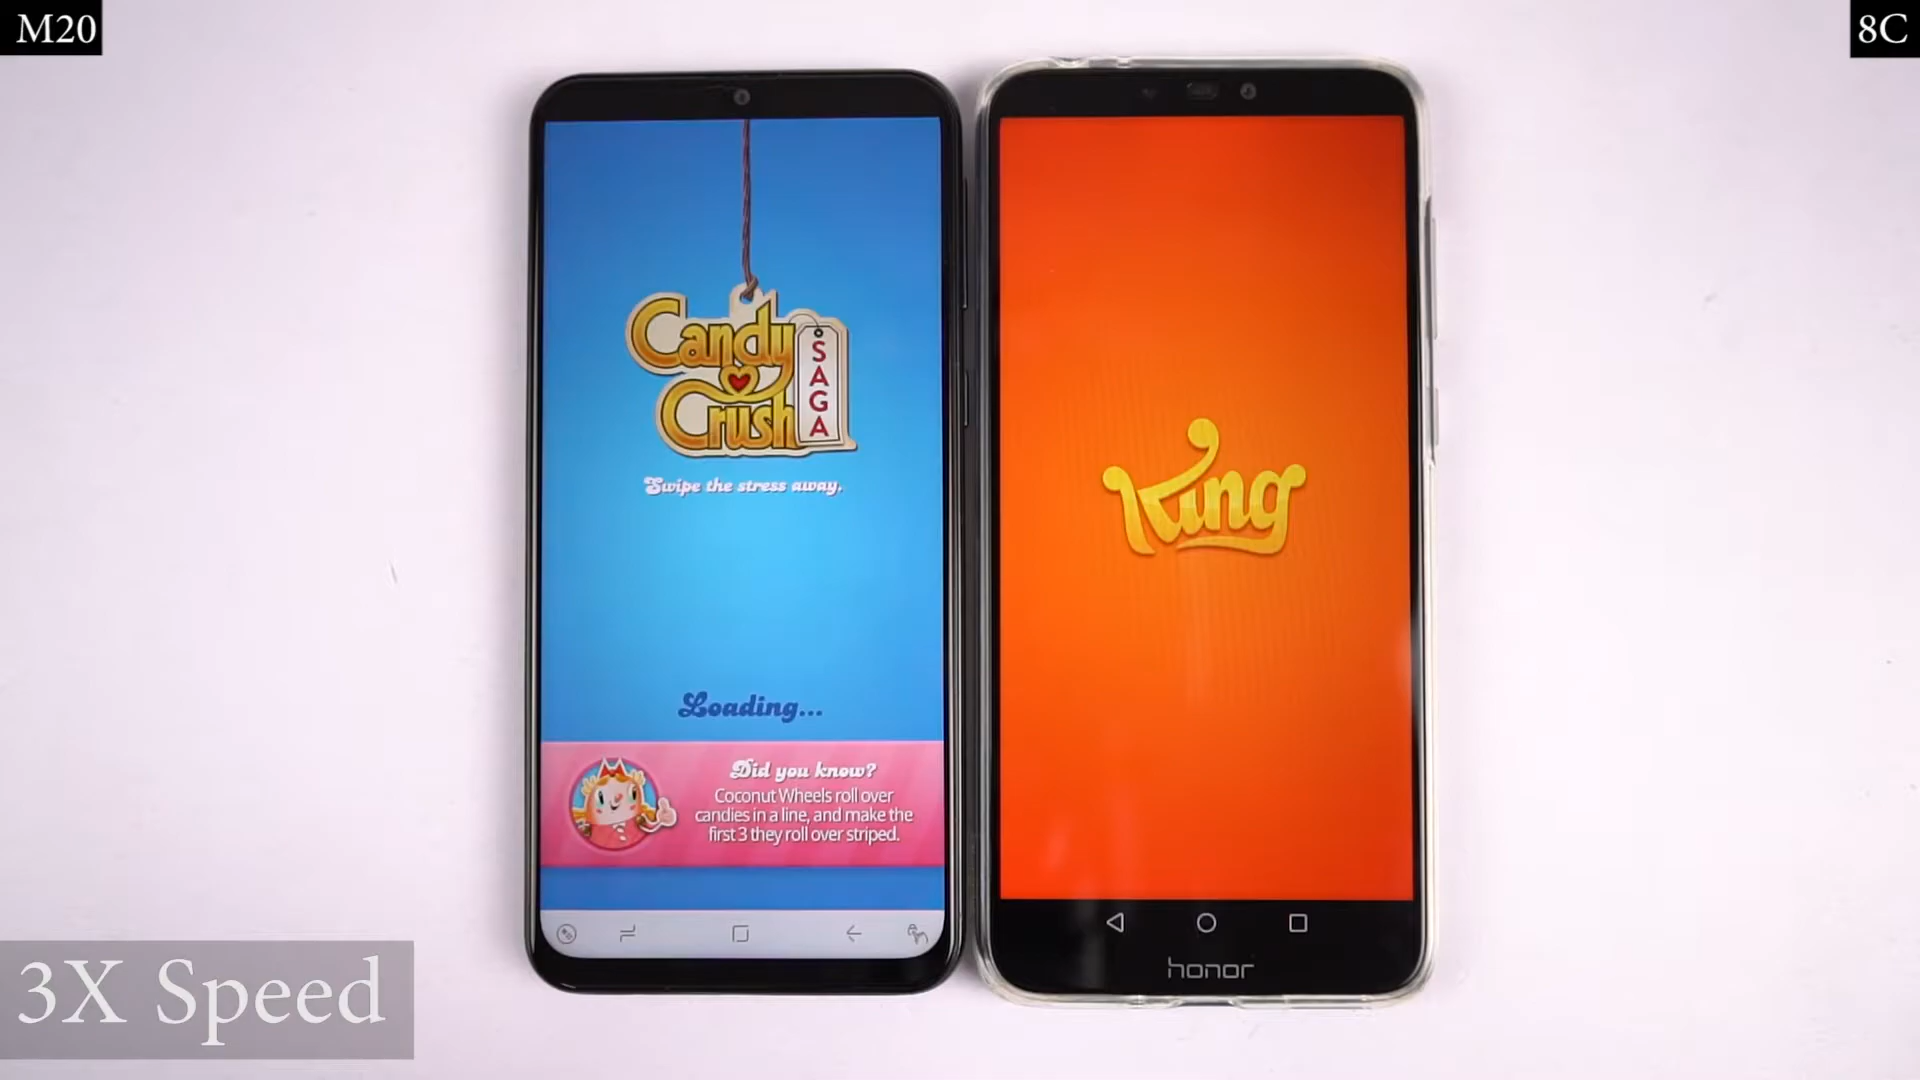 M20
8C
Candy
Crush
SAGA
Swipe the stress away.
Loading...
Did you know?
Coconut Wheels roll over
candies in a line, and make the
first 3 they roll over striped.
King
honor
3X Speed